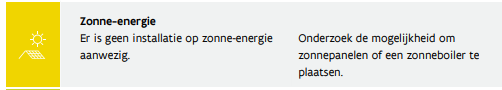 Zonne-energie
Er is geen installatie op zonne-energie
aanwezig.
Onderzoek de mogelijkheid om
zonnepanelen of een zonneboiler te
plaatsen.